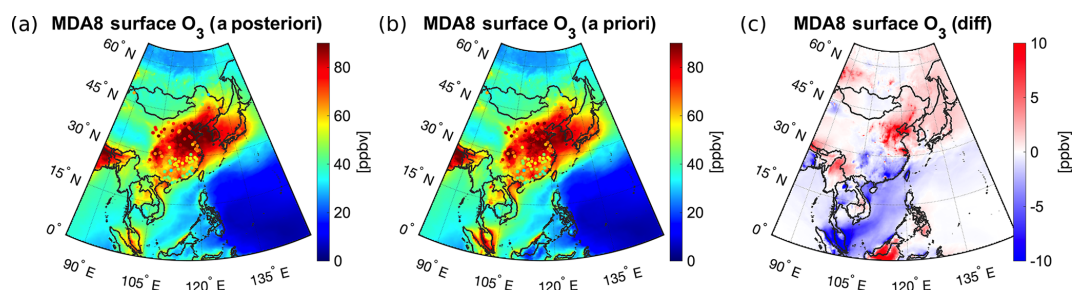 (a) MDA8 surface O3 (a posteriori)
60° N
45° N
30° N
15° N
0°
90° E
105° E
120° E
135° E
80
60
40
20
0
[ppbv]
(b) MDA8 surface O3 (a priori)
60° N
45° N
30° N
15° N
0°
90° E
105° E
120° E
135° E
80
60
40
20
0
[ppbv]
(c) MDA8 surface O3 (diff)
60° N
45° N
30° N
15° N
0°
90° E
105° E
120° E
135° E
10
5
0
-5
-10
[ppbv]